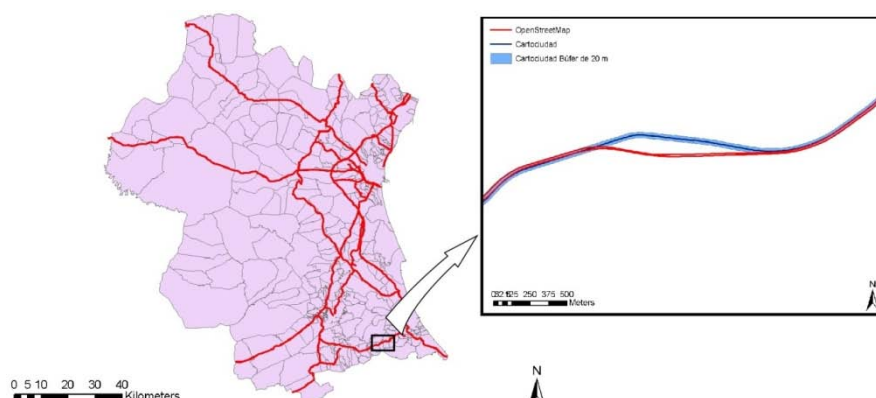 OpenStreetMap
Cartociudad
Cartociudad Búfer de 20 m
250 375 500
Meters
N
0 5 10 20 30 40
Kilometers
N